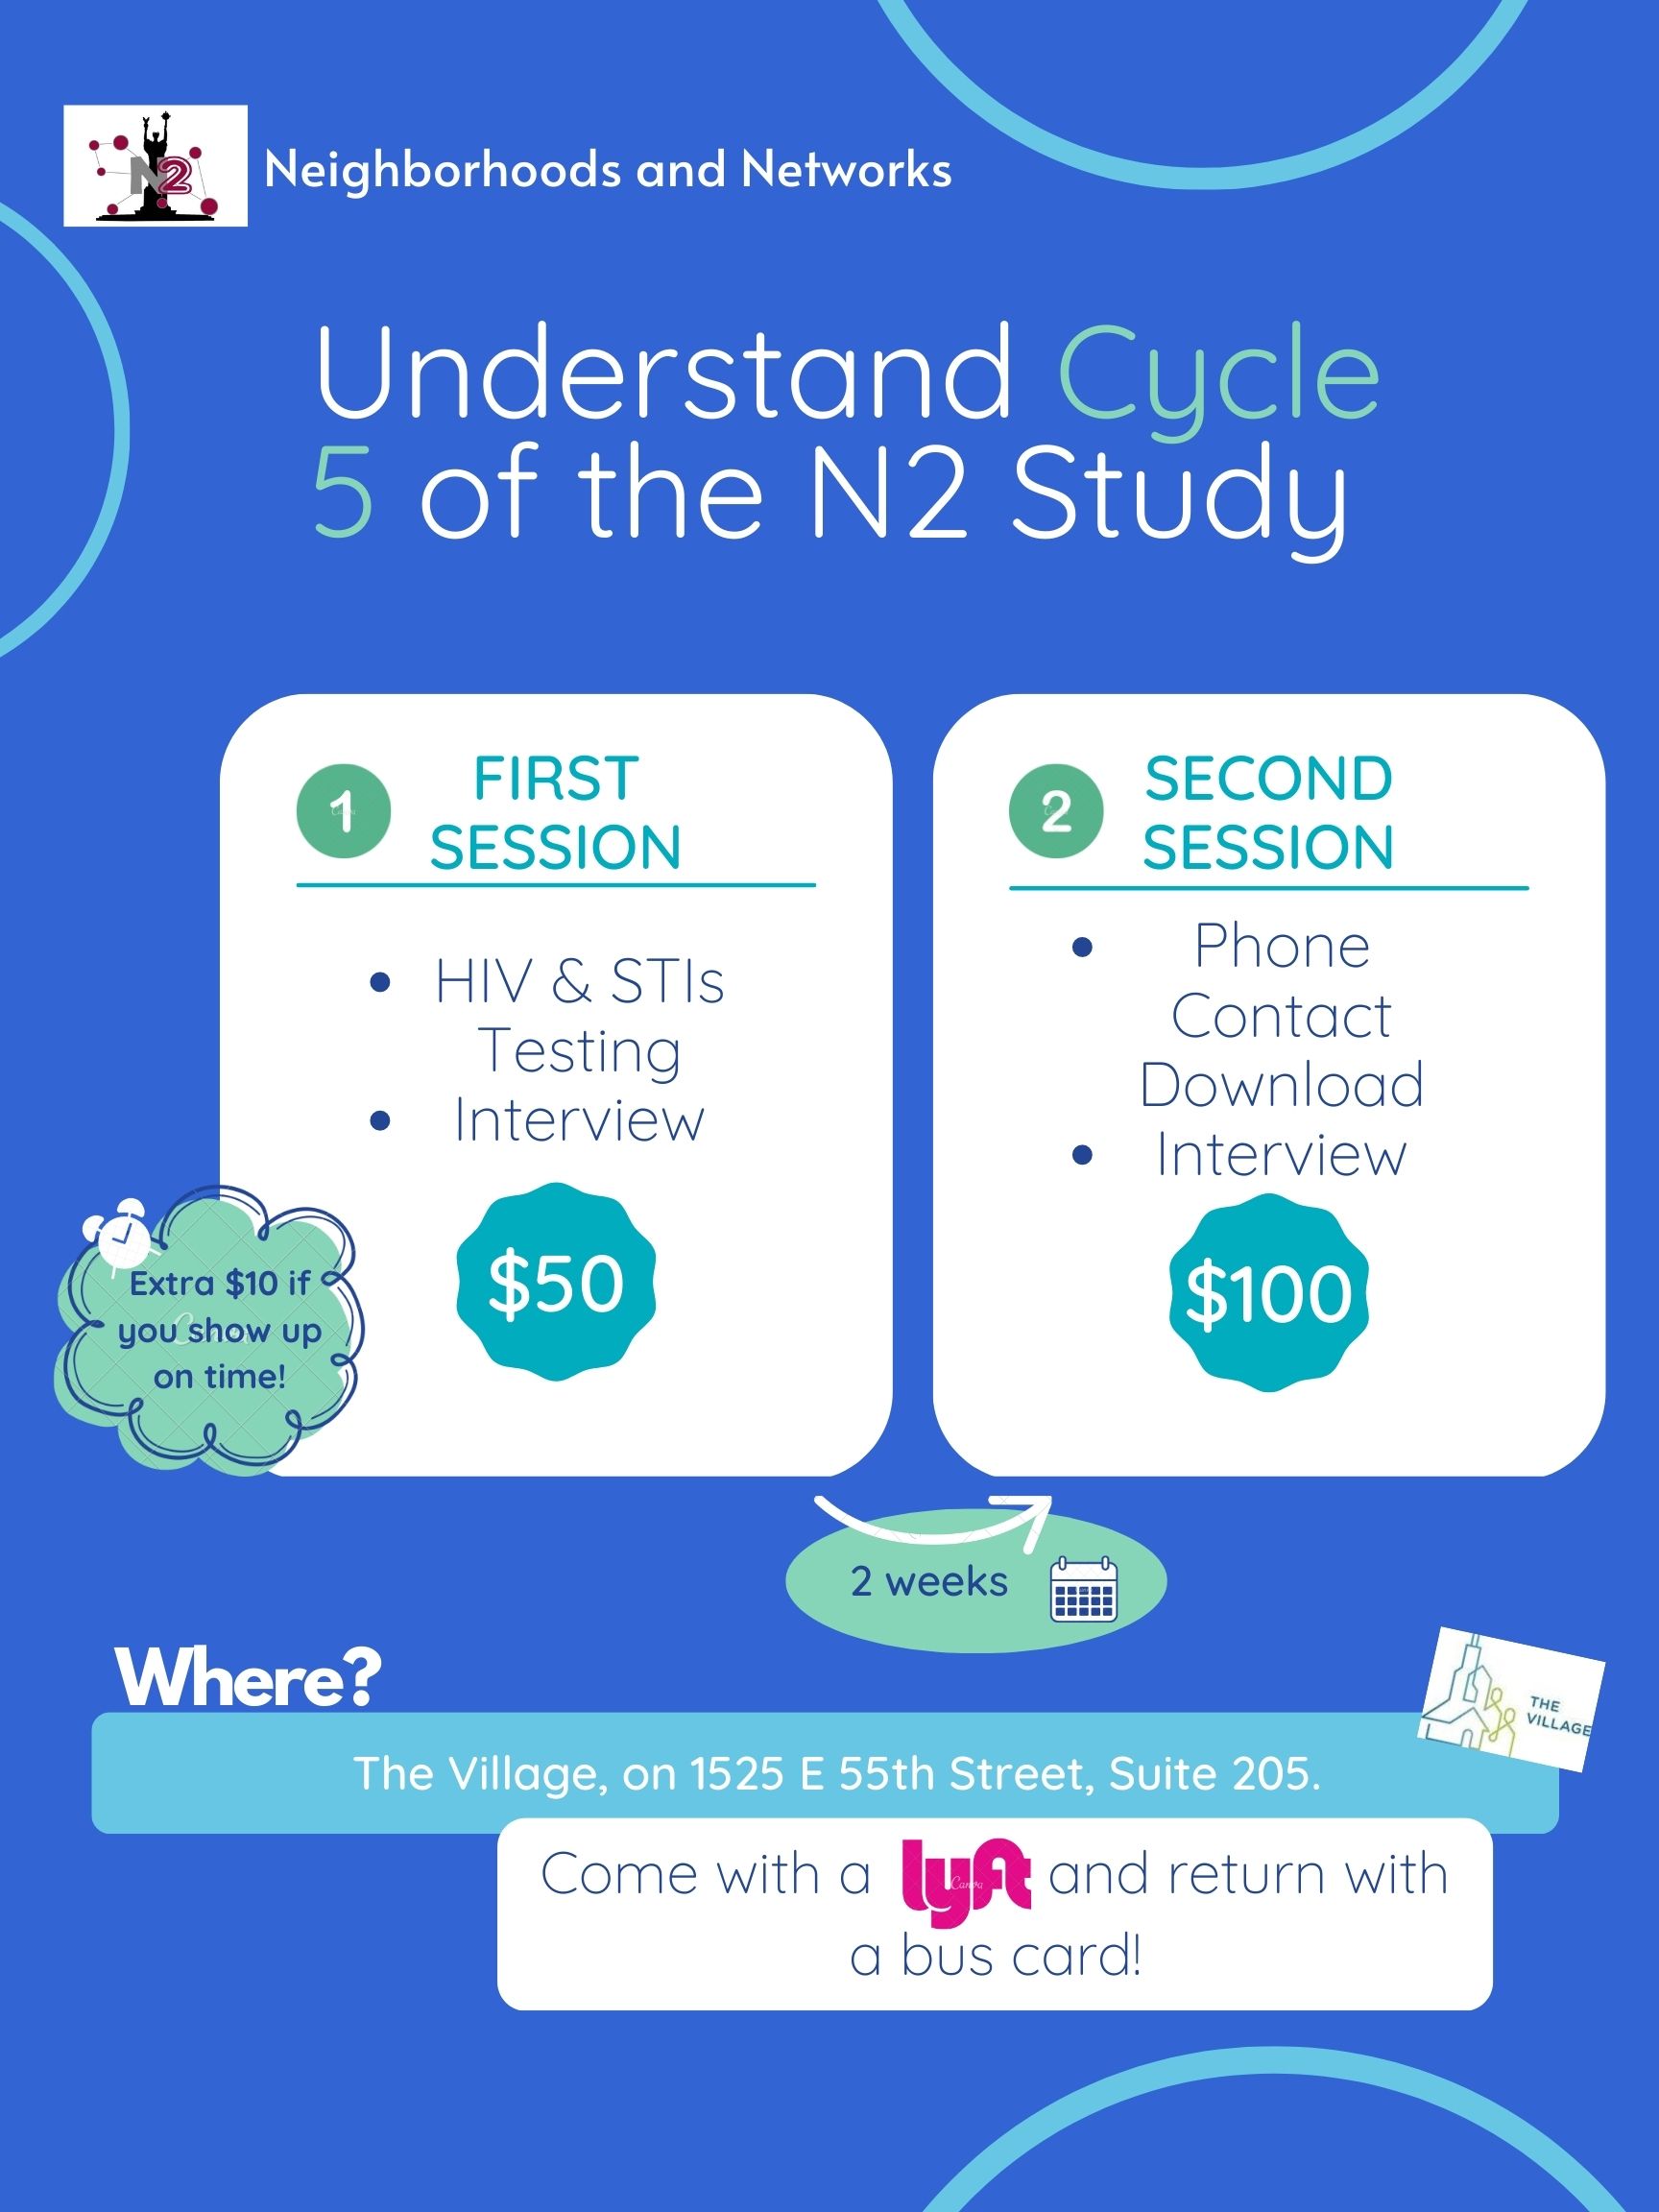 N2
Neighborhoods and Networks
Understand Cycle
5 of the N2 Study
1
FIRST
SESSION
• HIV & STIs
Testing
• Interview
$50
Extra $10 if
you show up
on time!
2
SECOND
SESSION
• Phone
Contact
Download
• Interview
$100
2 weeks
Where?
THE
VILLAGE
The Village, on 1525 E 55th Street, Suite 205.
Come with a lyft and return with
a bus card!